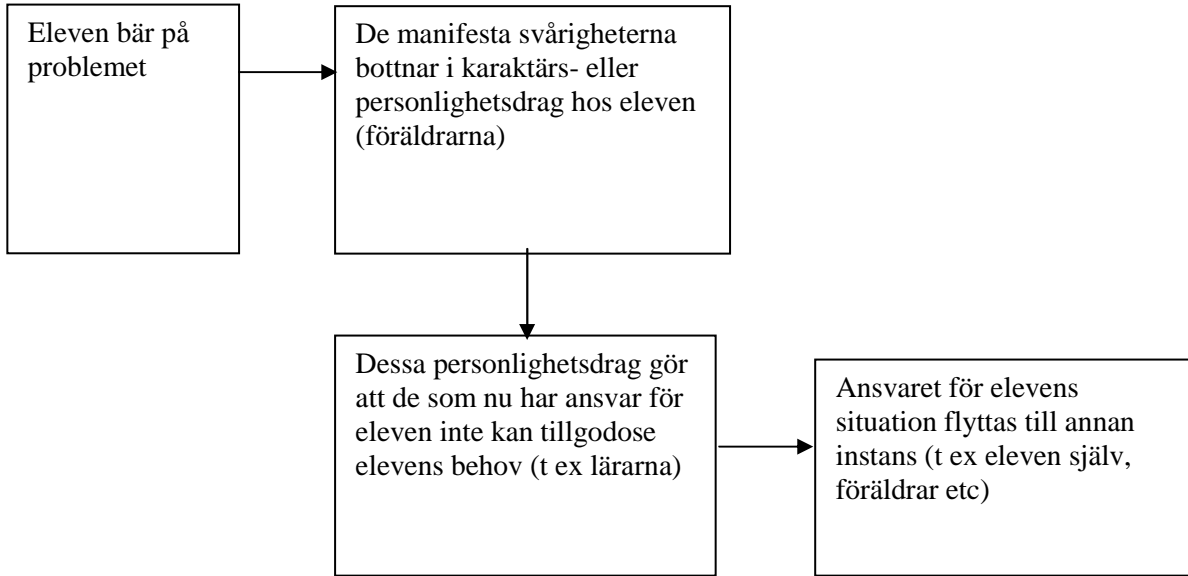 Eleven bär på
problemet
De manifesta svårigheterna
bottnar i karaktärs- eller
personlighetsdrag hos eleven
(föräldrarna)
Dessa personlighetsdrag gör
att de som nu har ansvar för
eleven inte kan tillgodose
elevens behov (t ex lärarna)
Ansvaret för elevens
situation flyttas till annan
instans (t ex eleven själv,
föräldrar etc)